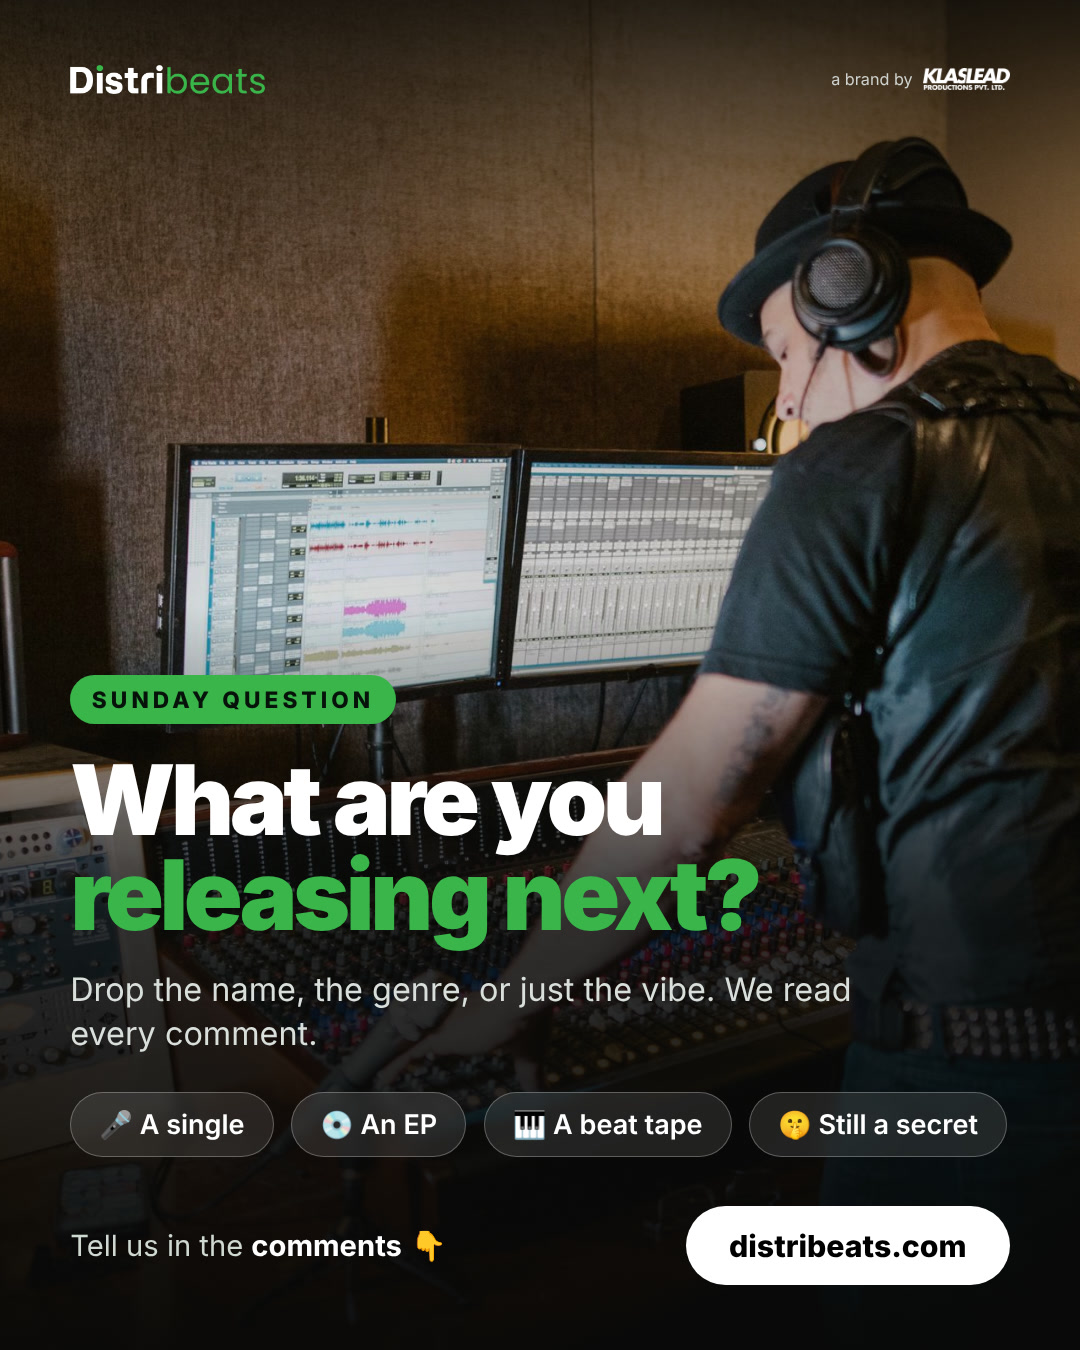 Distribeats
a brand by KLASLEAD
PRODUCTIONS PVT. LTD.
SUNDAY QUESTION
What are you
releasing next?
Drop the name, the genre, or just the vibe. We read
every comment.
🎤 A single 💿 An EP 🎹 A beat tape 🤫 Still a secret
Tell us in the comments 👇 distribeats.com